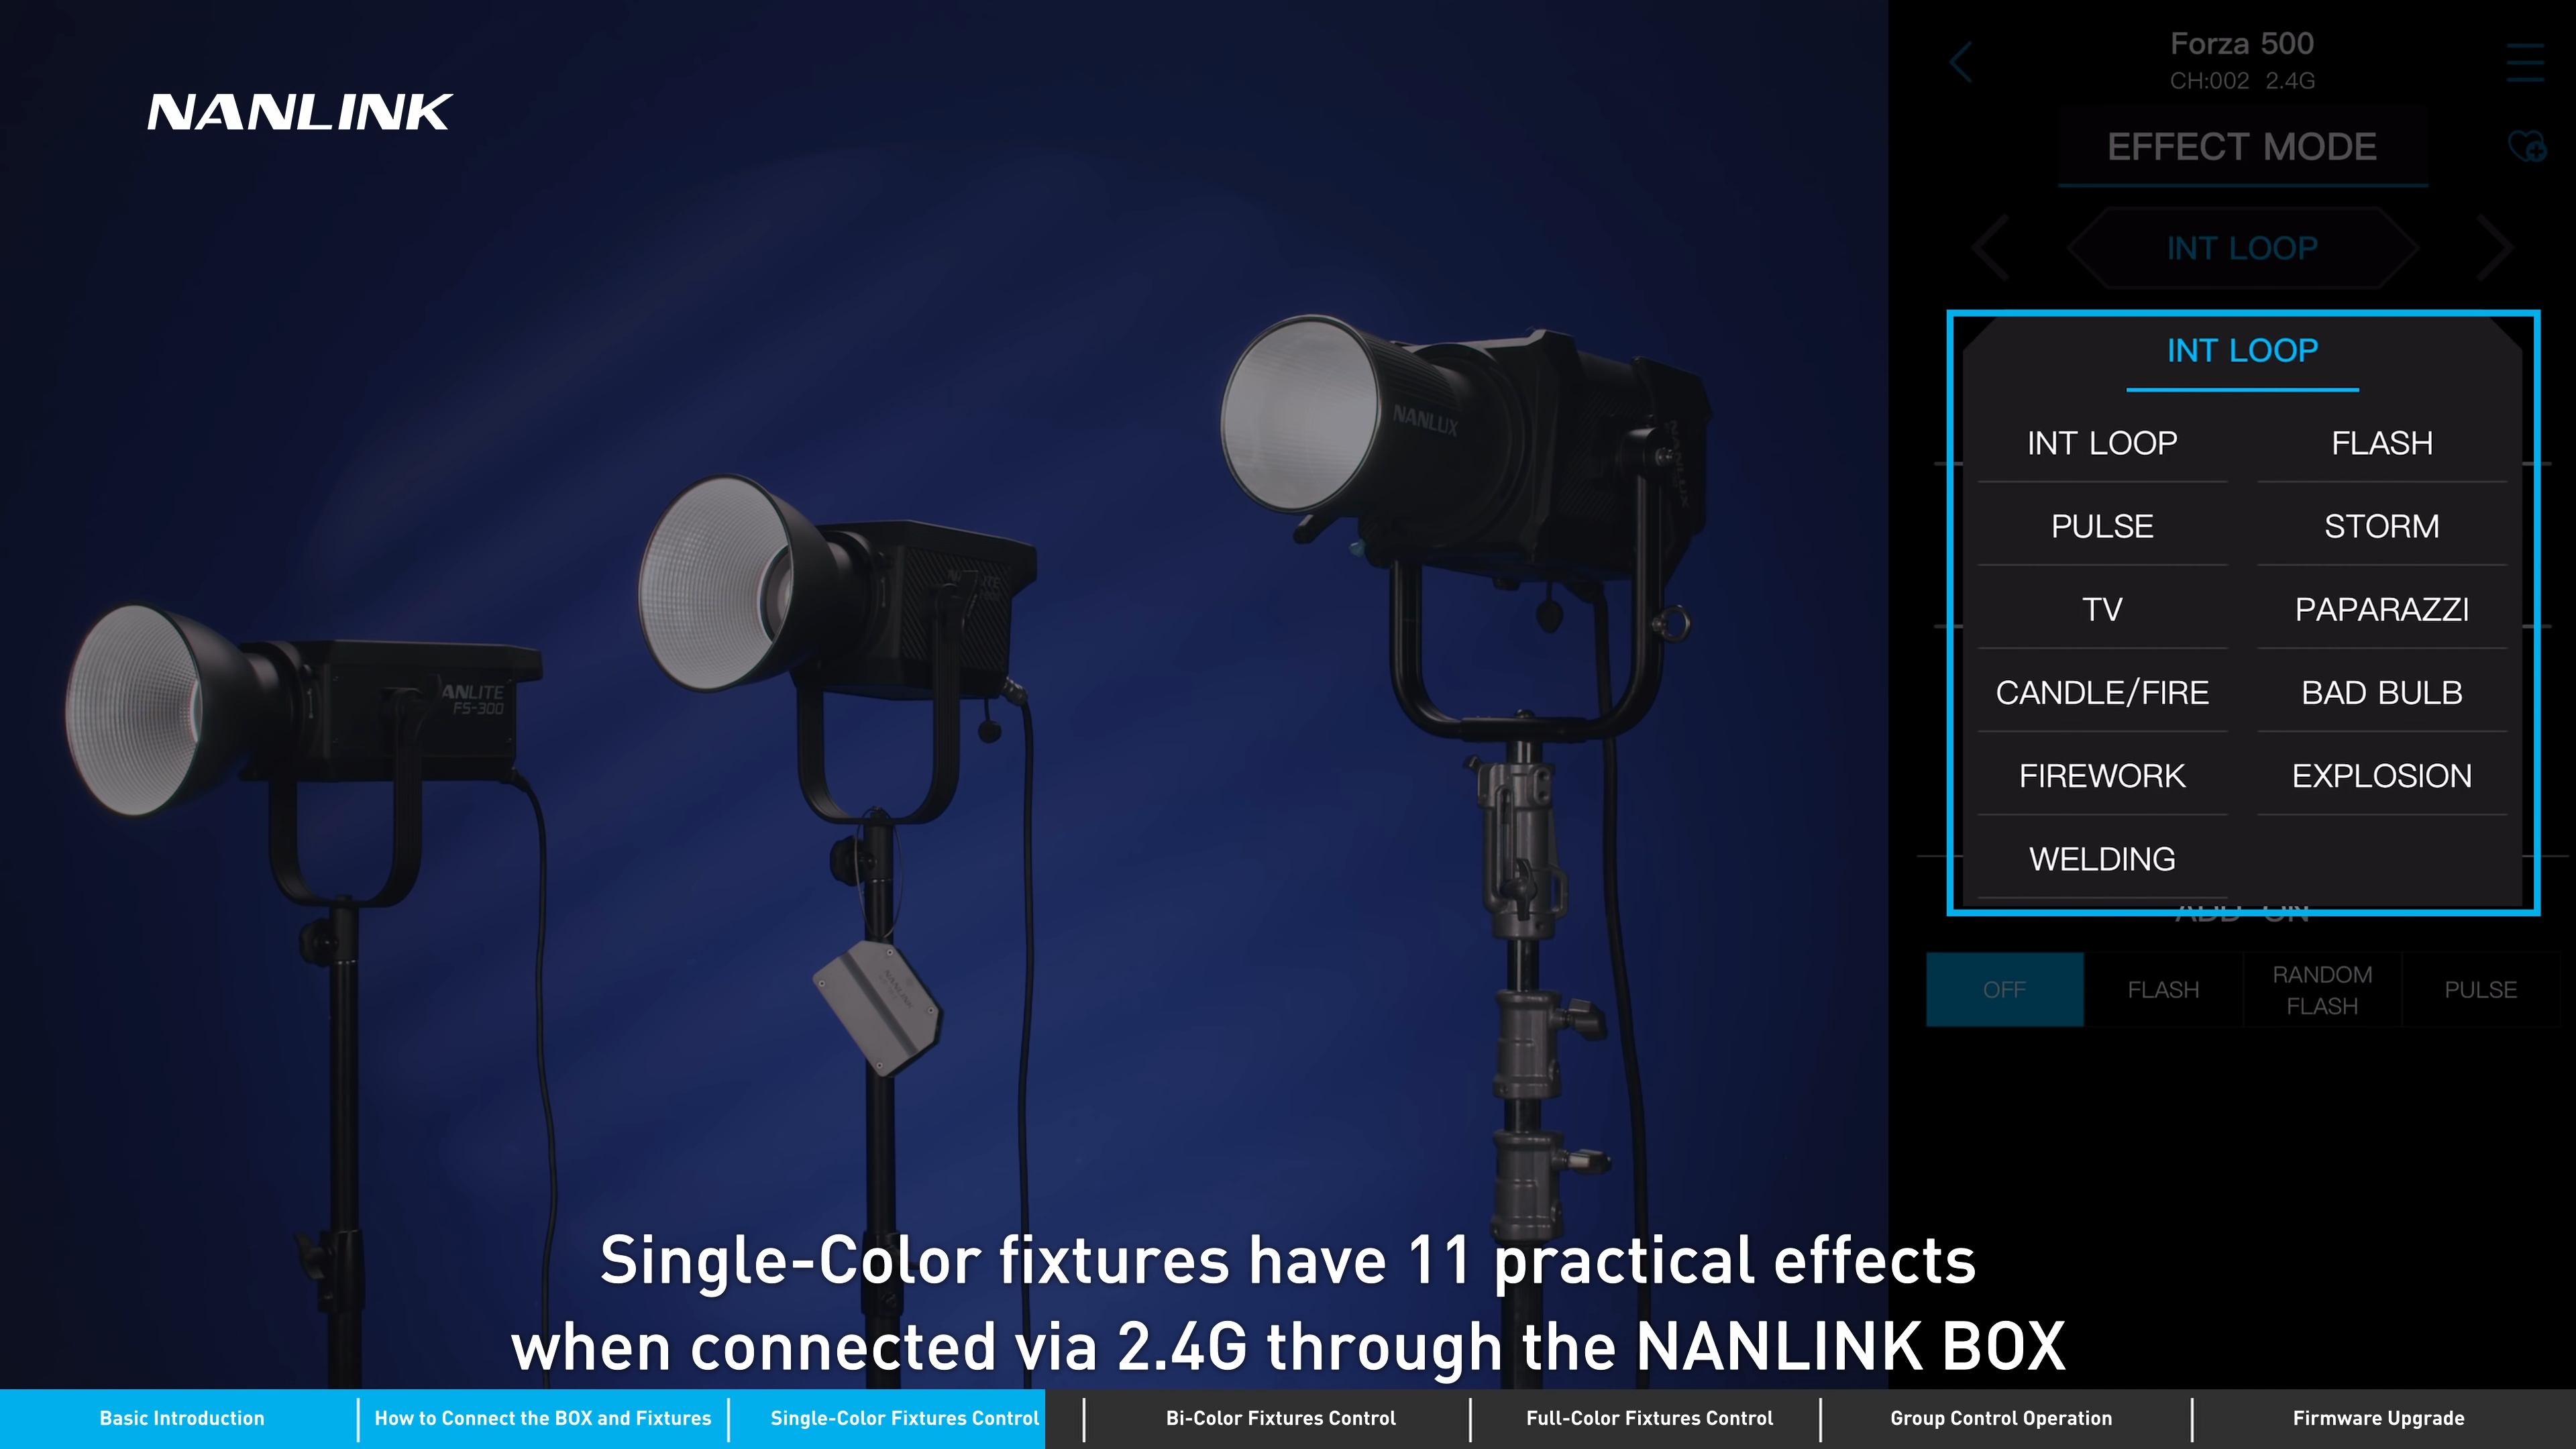 NANLINK
Forza 500
CH:002 2.4G
EFFECT MODE
INT LOOP
INT LOOP
INT LOOP FLASH
PULSE STORM
TV PAPARAZZI
CANDLE/FIRE BAD BULB
FIREWORK EXPLOSION
WELDING
ADD-ON
OFF FLASH RANDOM FLASH PULSE
NANLUX
ANLITE
FS-300
NANLINK
Single-Color fixtures have 11 practical effects
when connected via 2.4G through the NANLINK BOX
Basic Introduction How to Connect the BOX and Fixtures Single-Color Fixtures Control Bi-Color Fixtures Control Full-Color Fixtures Control Group Control Operation Firmware Upgrade